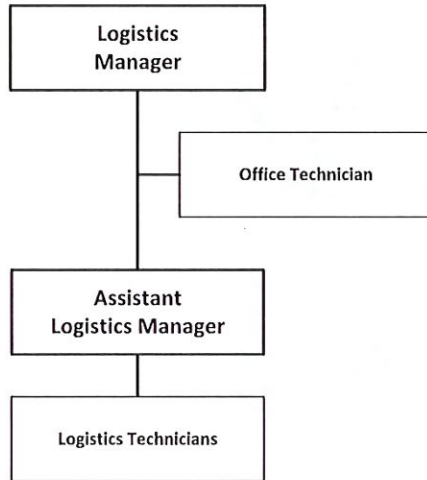 Logistics
Manager
Office Technician
Assistant
Logistics Manager
Logistics Technicians